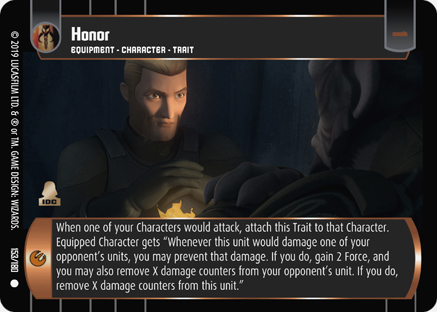 Honor
EQUIPMENT • CHARACTER • TRAIT
IDC
When one of your Characters would attack, attach this Trait to that Character.
Equipped Character gets “Whenever this unit would damage one of your
opponent’s units, you may prevent that damage. If you do, gain 2 Force, and
you may also remove X damage counters from your opponent’s unit. If you do,
remove X damage counters from this unit.”
© 2019 LUCASFILM LTD. & ® or TM. GAME DESIGN: WIZARDS.
153/180